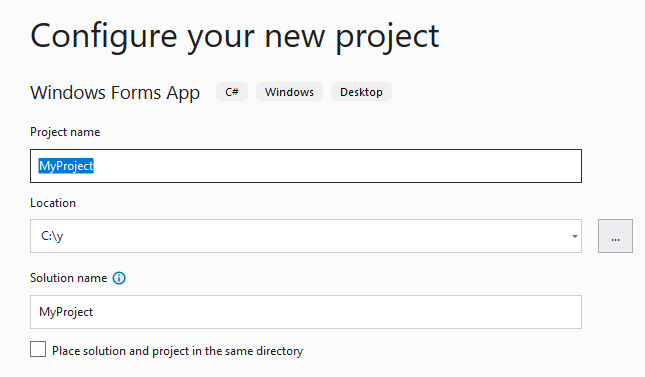 Configure your new project
Windows Forms App C# Windows Desktop
Project name
MyProject
Location
C:\y
...
Solution name
MyProject
Place solution and project in the same directory